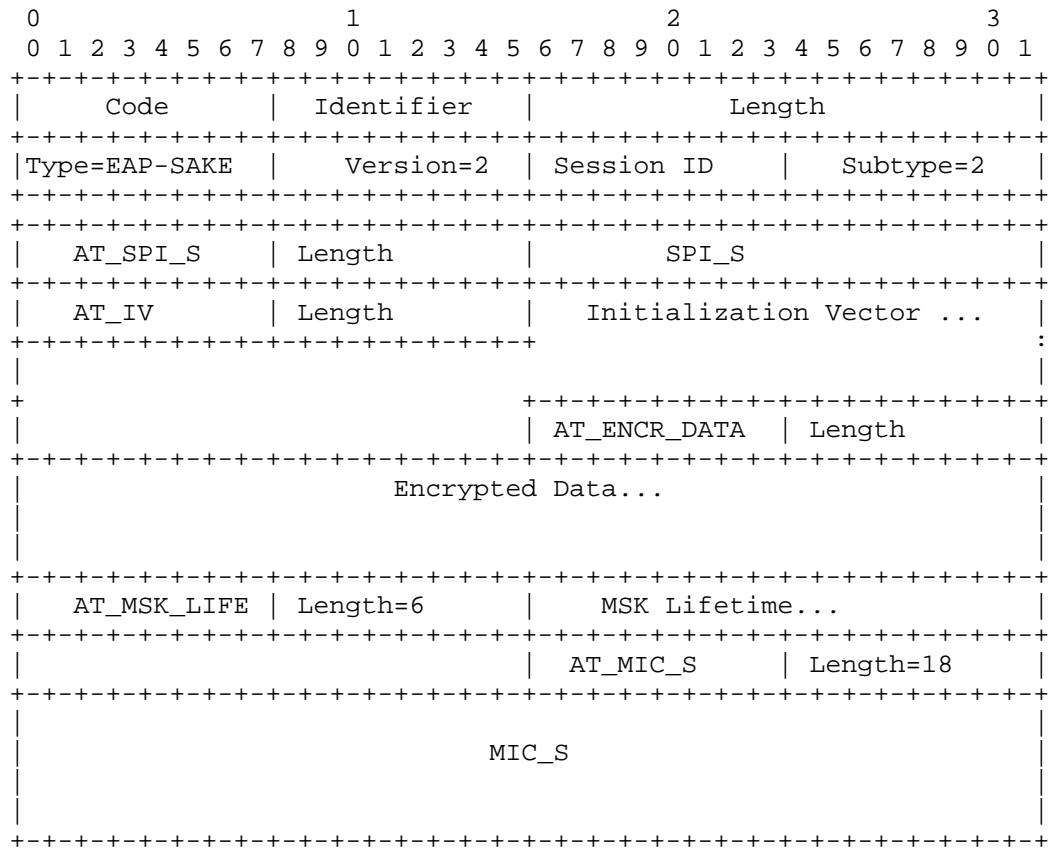 0                   1                   2                   3
 0 1 2 3 4 5 6 7 8 9 0 1 2 3 4 5 6 7 8 9 0 1 2 3 4 5 6 7 8 9 0 1
+-+-+-+-+-+-+-+-+-+-+-+-+-+-+-+-+-+-+-+-+-+-+-+-+-+-+-+-+-+-+-+-+
|     Code      |  Identifier   |            Length             |
+-+-+-+-+-+-+-+-+-+-+-+-+-+-+-+-+-+-+-+-+-+-+-+-+-+-+-+-+-+-+-+-+
|Type=EAP-SAKE  |    Version=2  | Session ID    |   Subtype=2   |
+-+-+-+-+-+-+-+-+-+-+-+-+-+-+-+-+-+-+-+-+-+-+-+-+-+-+-+-+-+-+-+-+
+-+-+-+-+-+-+-+-+-+-+-+-+-+-+-+-+-+-+-+-+-+-+-+-+-+-+-+-+-+-+-+-+
|   AT_SPI_S    | Length        |        SPI_S                  |
+-+-+-+-+-+-+-+-+-+-+-+-+-+-+-+-+-+-+-+-+-+-+-+-+-+-+-+-+-+-+-+-+
|   AT_IV       | Length        |   Initialization Vector ...   |
+-+-+-+-+-+-+-+-+-+-+-+-+-+-+-+-+                               :
|                                                               |
+                               +-+-+-+-+-+-+-+-+-+-+-+-+-+-+-+-+
|                               | AT_ENCR_DATA  | Length        |
+-+-+-+-+-+-+-+-+-+-+-+-+-+-+-+-+-+-+-+-+-+-+-+-+-+-+-+-+-+-+-+-+
|                       Encrypted Data...                       |
|                                                               |
|                                                               |
+-+-+-+-+-+-+-+-+-+-+-+-+-+-+-+-+-+-+-+-+-+-+-+-+-+-+-+-+-+-+-+-+
|   AT_MSK_LIFE | Length=6      |    MSK Lifetime...            |
+-+-+-+-+-+-+-+-+-+-+-+-+-+-+-+-+-+-+-+-+-+-+-+-+-+-+-+-+-+-+-+-+
|                               |  AT_MIC_S     | Length=18     |
+-+-+-+-+-+-+-+-+-+-+-+-+-+-+-+-+-+-+-+-+-+-+-+-+-+-+-+-+-+-+-+-+
|                                                               |
|                             MIC_S                             |
|                                                               |
|                                                               |
+-+-+-+-+-+-+-+-+-+-+-+-+-+-+-+-+-+-+-+-+-+-+-+-+-+-+-+-+-+-+-+-+